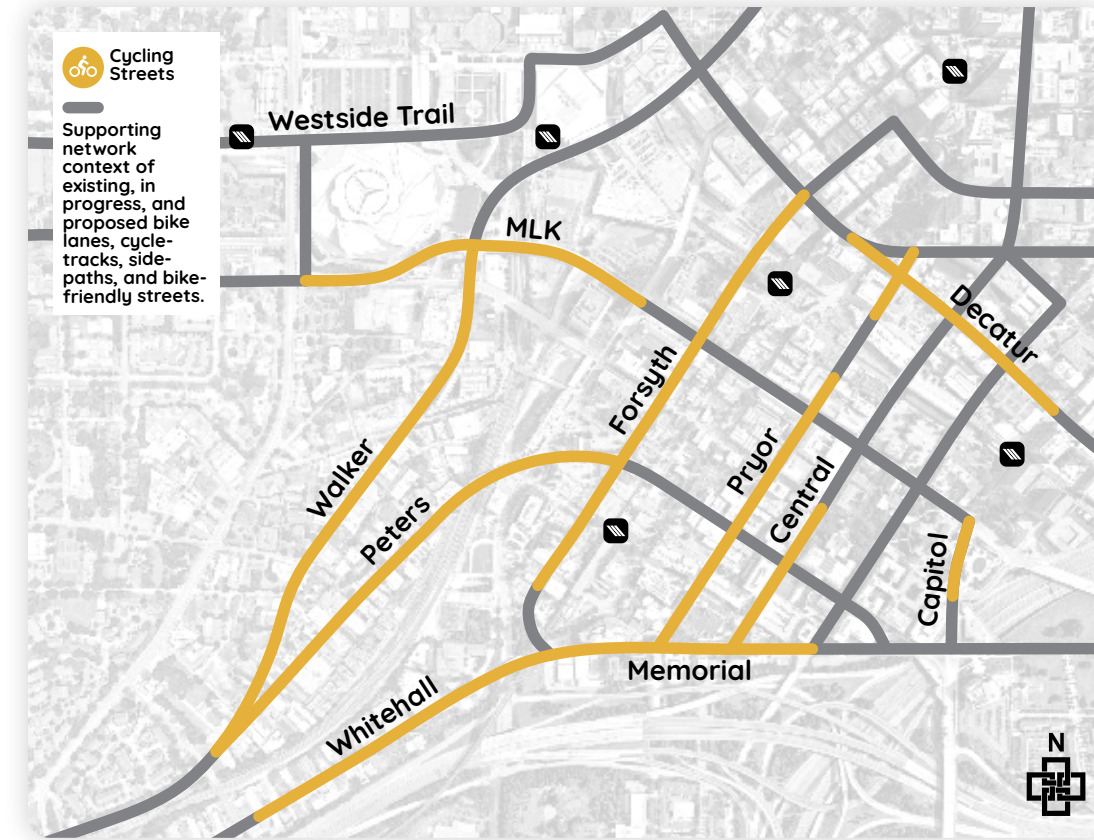 Cycling
Streets
Supporting
network
context of
existing, in
progress, and
proposed bike
lanes, cycle-
tracks, side-
paths, and bike-
friendly streets.
Westside Trail
MLK
Decatur
Forsyth
Pryor
Central
Walker
Peters
Capitol
Memorial
Whitehall
N